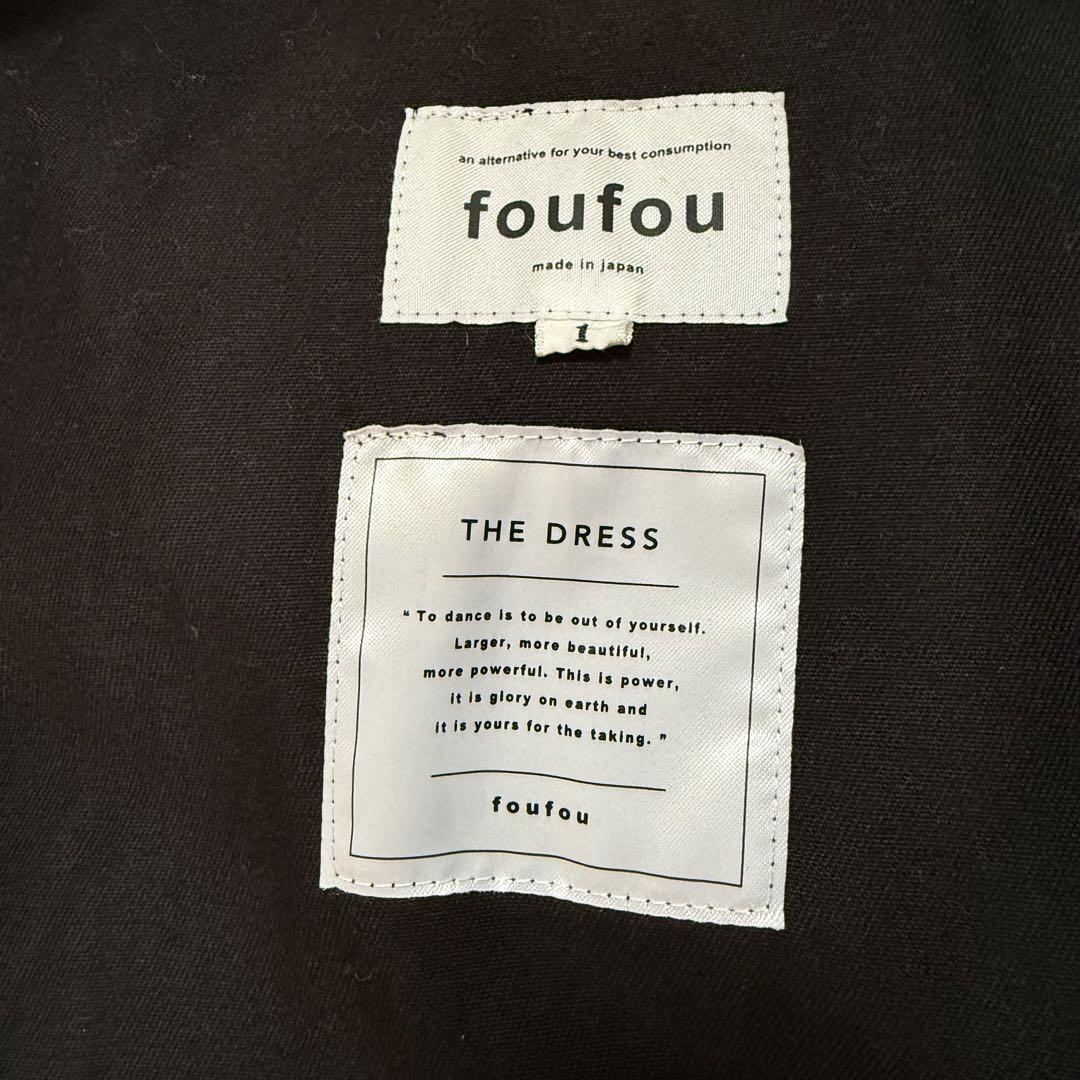 an alternative for your best consumption
foufou
made in japan
1
THE DRESS
“ To dance is to be out of yourself.
Larger, more beautiful,
more powerful. This is power,
it is glory on earth and
it is yours for the taking. ”
foufou